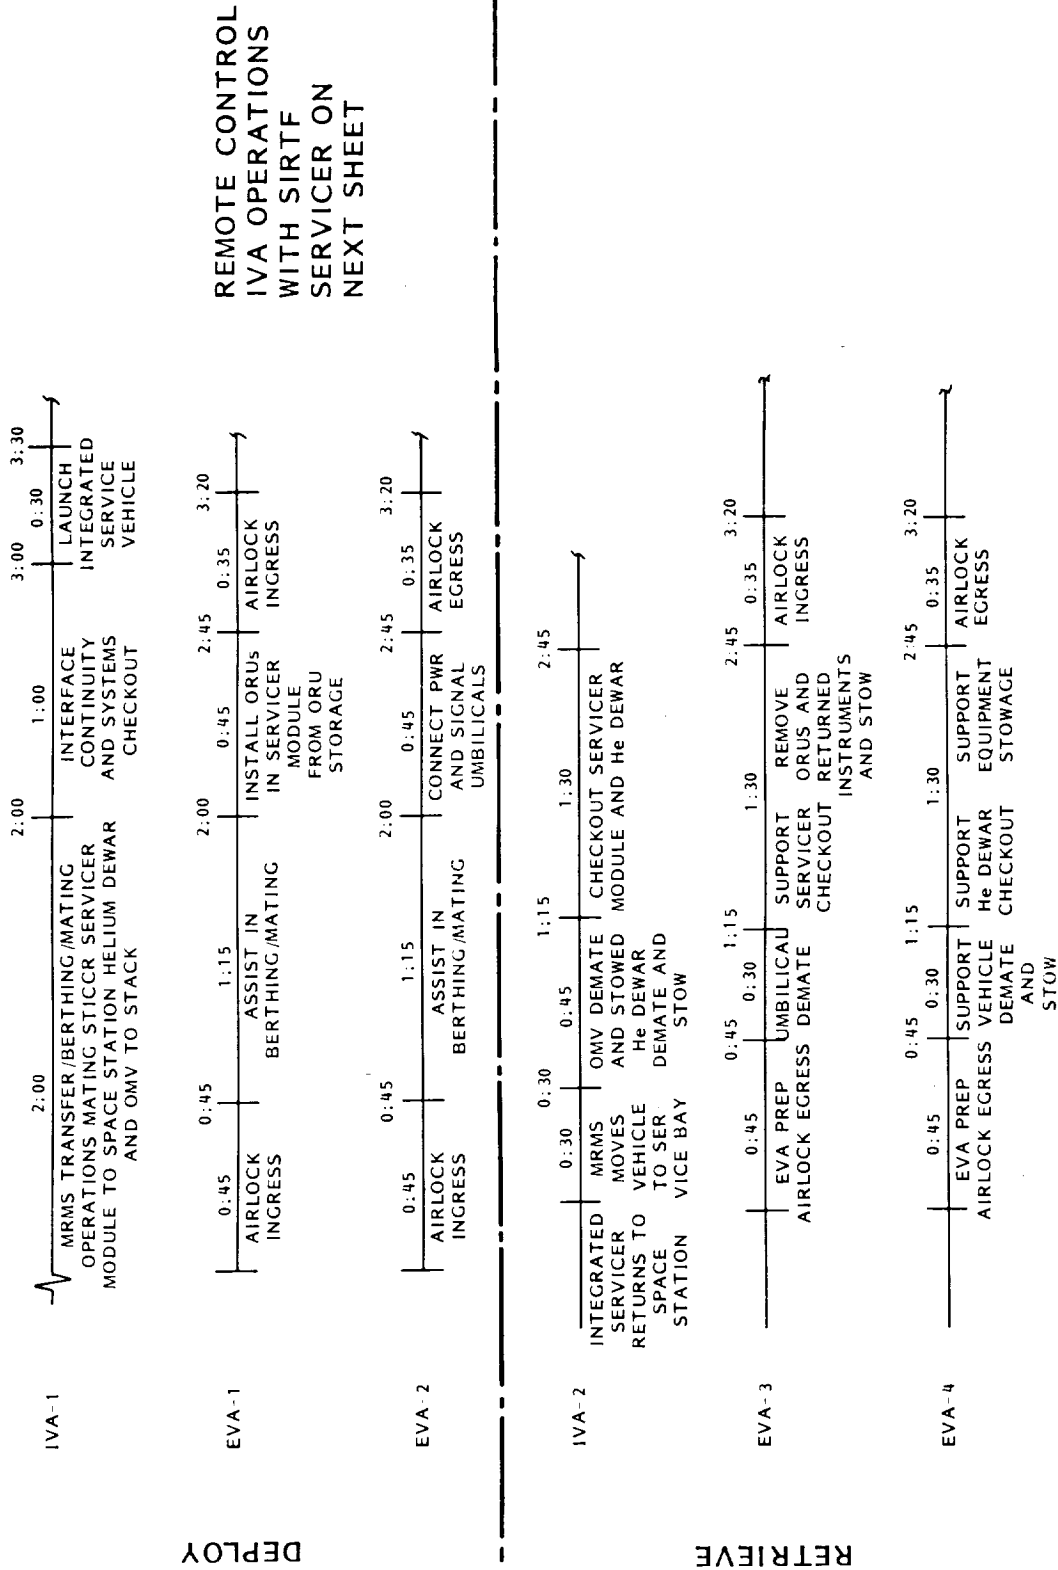 DEPLOY
IVA-1
2:00
2:00
1:00
3:00
0:30
3:30
MRMS TRANSFER/BERTHING/MATING
OPERATIONS MATING STICCR SERVICER
MODULE TO SPACE STATION HELIUM DEWAR
AND OMV TO STACK
INTERFACE
CONTINUITY
AND SYSTEMS
CHECKOUT
LAUNCH
INTEGRATED
SERVICE
VEHICLE
EVA-1
0:45
0:45
1:15
2:00
0:45
2:45
0:35
3:20
AIRLOCK
INGRESS
ASSIST IN
BERTHING/MATING
INSTALL ORUs
IN SERVICER
MODULE
FROM ORU
STORAGE
AIRLOCK
INGRESS
EVA-2
0:45
0:45
1:15
2:00
0:45
2:45
0:35
3:20
AIRLOCK
INGRESS
ASSIST IN
BERTHING/MATING
CONNECT PWR
AND SIGNAL
UMBILICALS
AIRLOCK
EGRESS
REMOTE CONTROL
IVA OPERATIONS
WITH SIRTF
SERVICER ON
NEXT SHEET
RETRIEVE
IVA-2
0:30
0:30
0:45
1:15
1:30
2:45
INTEGRATED
SERVICER
RETURNS TO
SPACE
STATION
MRMS
MOVES
VEHICLE
TO SER
VICE BAY
OMV DEMATE
AND STOWED
He DEWAR
DEMATE AND
STOW
CHECKOUT SERVICER
MODULE AND He DEWAR
EVA-3
0:45
0:45
0:30
1:15
1:30
2:45
0:35
3:20
EVA PREP
AIRLOCK EGRESS
UMBILICAL
DEMATE
SUPPORT
SERVICER
CHECKOUT
REMOVE
ORUS AND
RETURNED
INSTRUMENTS
AND STOW
AIRLOCK
INGRESS
EVA-4
0:45
0:45
0:30
1:15
1:30
2:45
0:35
3:20
EVA PREP
AIRLOCK EGRESS
SUPPORT
VEHICLE
DEMATE
AND
STOW
SUPPORT
He DEWAR
CHECKOUT
SUPPORT
EQUIPMENT
STOWAGE
AIRLOCK
EGRESS